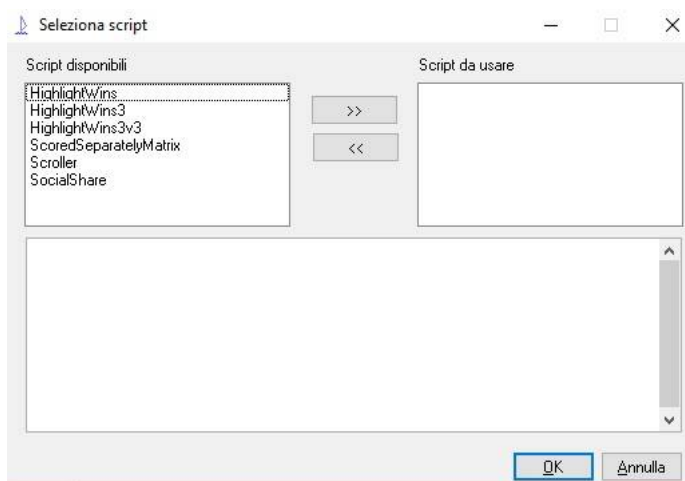 Seleziona script
Script disponibili
Script da usare
HighlightWins
HighlightWins3
HighlightWins3v3
ScoredSeparatelyMatrix
Scroller
SocialShare
>>
<<
OK
Annulla